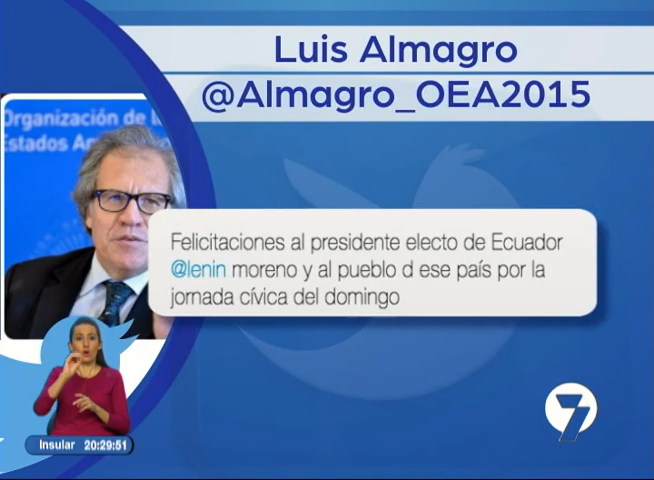 Luis Almagro
@Almagro_OEA2015
Organización de l
Estados Am
Felicitaciones al presidente electo de Ecuador
@lenin moreno y al pueblo d ese país por la
jornada cívica del domingo
7
Insular 20:29:51